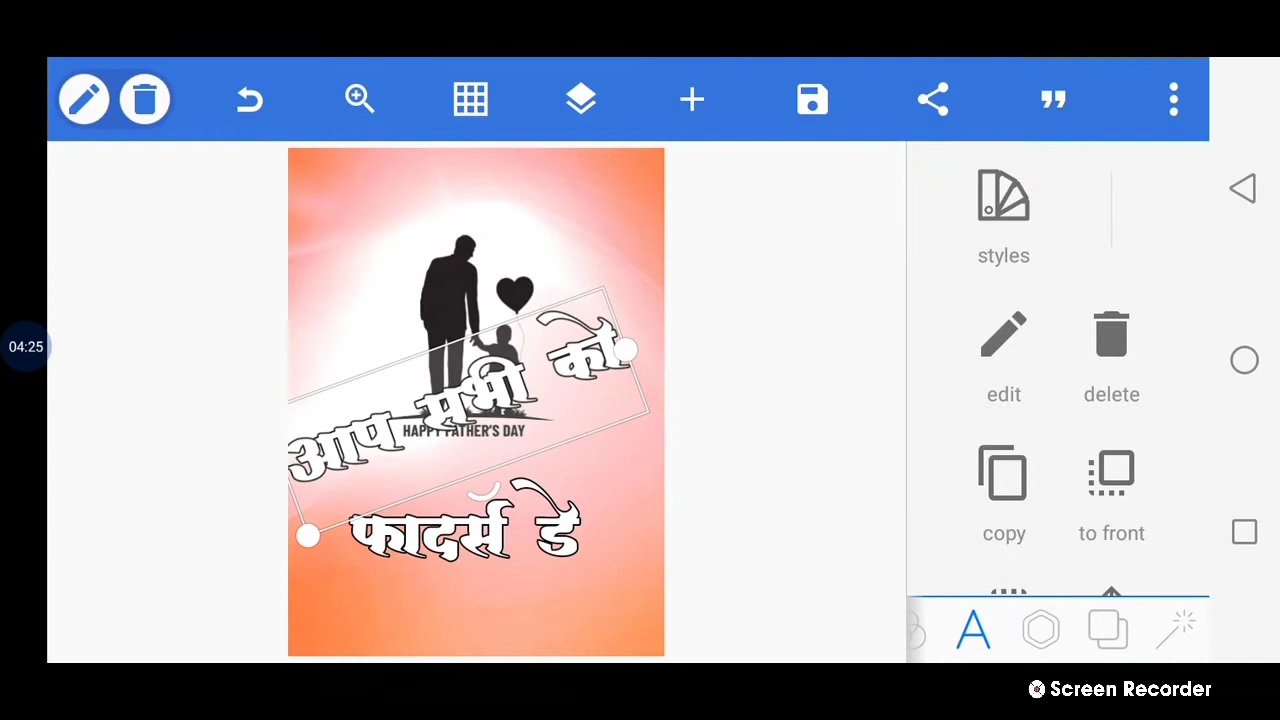 04:25
styles
edit
delete
copy
to front
आप सभी को
HAPPY FATHER'S DAY
फादर्स डे
Screen Recorder